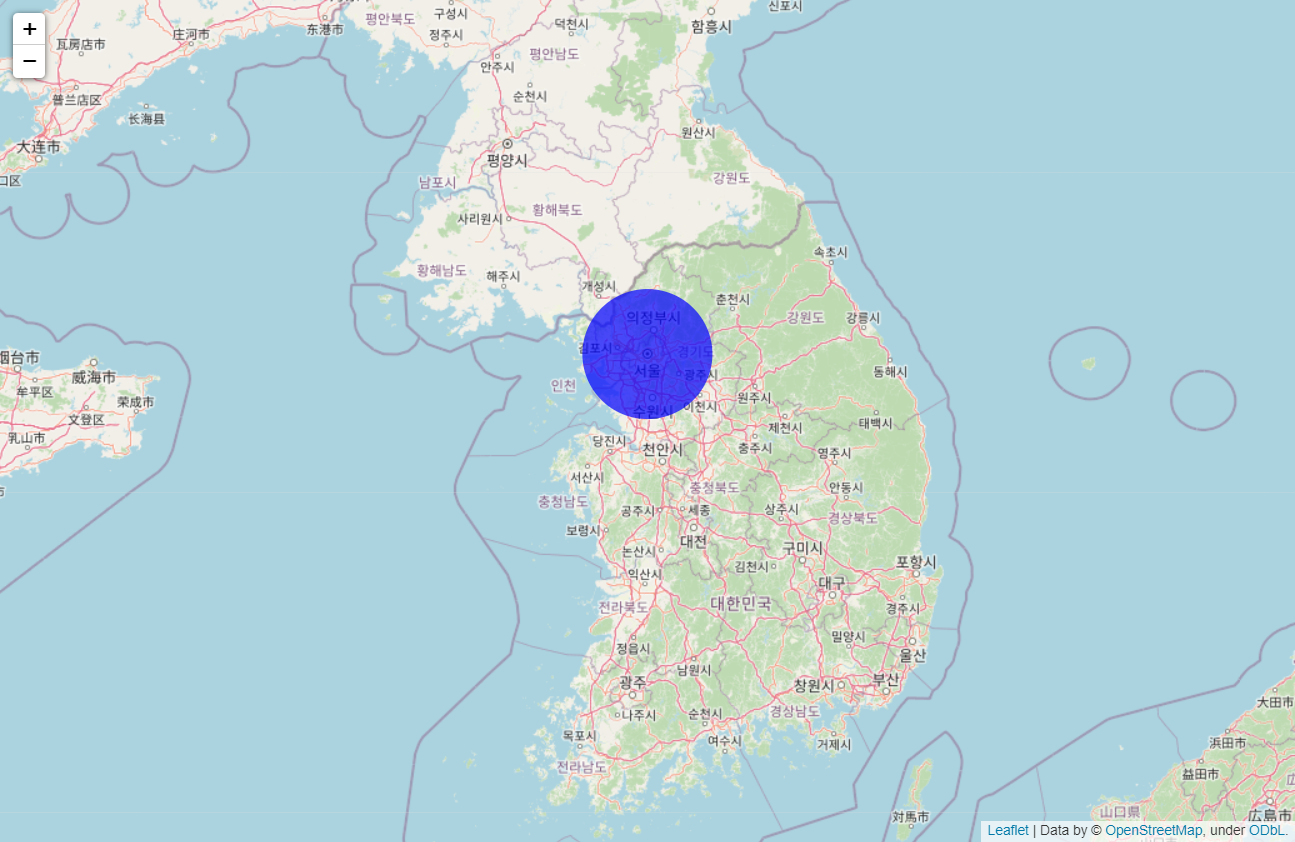 +
−
구성시
신포시
평안북도
덕천시
함흥시
东港市
庄河市
정주시
瓦房店市
평안남도
안주시
순천시
普兰店区
长海县
원산시
大连市
평양시
강원도
남포시
口区
황해북도
사리원시
속초시
황해남도
해주시
개성시
춘천시
의정부시
강원도
강릉시
김포시
경기도
烟台市
서울
동해시
威海市
광주시
인천
牟平区
원주시
荣成市
이천시
수원시
文登区
제천시
태백시
乳山市
당진시
천안시
충주시
영주시
서산시
충청북도
안동시
충청남도
공주시
세종
상주시
경상북도
보령시
대전
논산시
구미시
포항시
김천시
익산시
대구
전라북도
대한민국
경주시
밀양시
정읍시
울산
남원시
광주
창원시
부산
大田市
나주시
순천시
경상남도
목포시
여수시
거제시
浜田市
전라남도
益田市
広
山口県
対馬市
広島市
Leaflet | Data by © OpenStreetMap, under ODbL.